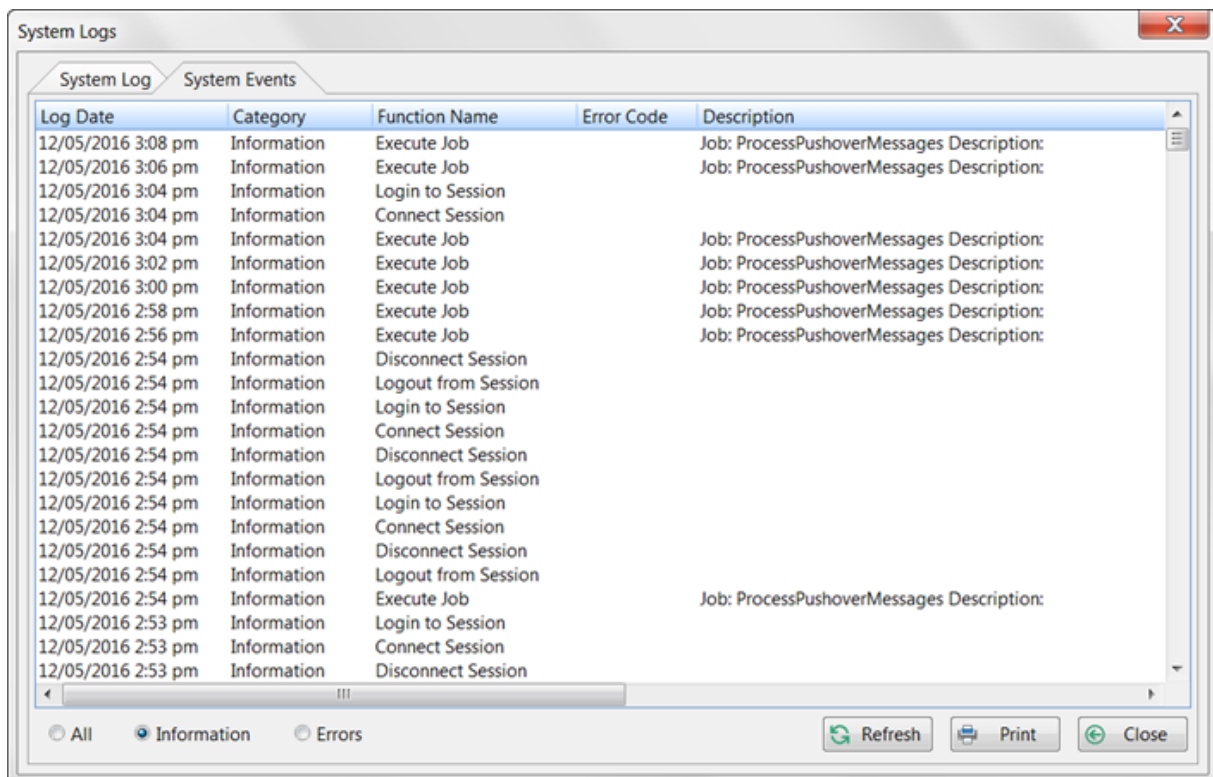 System Logs
System Log System Events
Log Date Category Function Name Error Code Description
12/05/2016 3:08 pm Information Execute Job Job: ProcessPushoverMessages Description:
12/05/2016 3:06 pm Information Execute Job Job: ProcessPushoverMessages Description:
12/05/2016 3:04 pm Information Login to Session
12/05/2016 3:04 pm Information Connect Session
12/05/2016 3:04 pm Information Execute Job Job: ProcessPushoverMessages Description:
12/05/2016 3:02 pm Information Execute Job Job: ProcessPushoverMessages Description:
12/05/2016 3:00 pm Information Execute Job Job: ProcessPushoverMessages Description:
12/05/2016 2:58 pm Information Execute Job Job: ProcessPushoverMessages Description:
12/05/2016 2:56 pm Information Execute Job Job: ProcessPushoverMessages Description:
12/05/2016 2:54 pm Information Disconnect Session
12/05/2016 2:54 pm Information Logout from Session
12/05/2016 2:54 pm Information Login to Session
12/05/2016 2:54 pm Information Connect Session
12/05/2016 2:54 pm Information Disconnect Session
12/05/2016 2:54 pm Information Logout from Session
12/05/2016 2:54 pm Information Login to Session
12/05/2016 2:54 pm Information Connect Session
12/05/2016 2:54 pm Information Disconnect Session
12/05/2016 2:54 pm Information Logout from Session
12/05/2016 2:54 pm Information Execute Job Job: ProcessPushoverMessages Description:
12/05/2016 2:53 pm Information Login to Session
12/05/2016 2:53 pm Information Connect Session
12/05/2016 2:53 pm Information Disconnect Session
All Information Errors Refresh Print Close